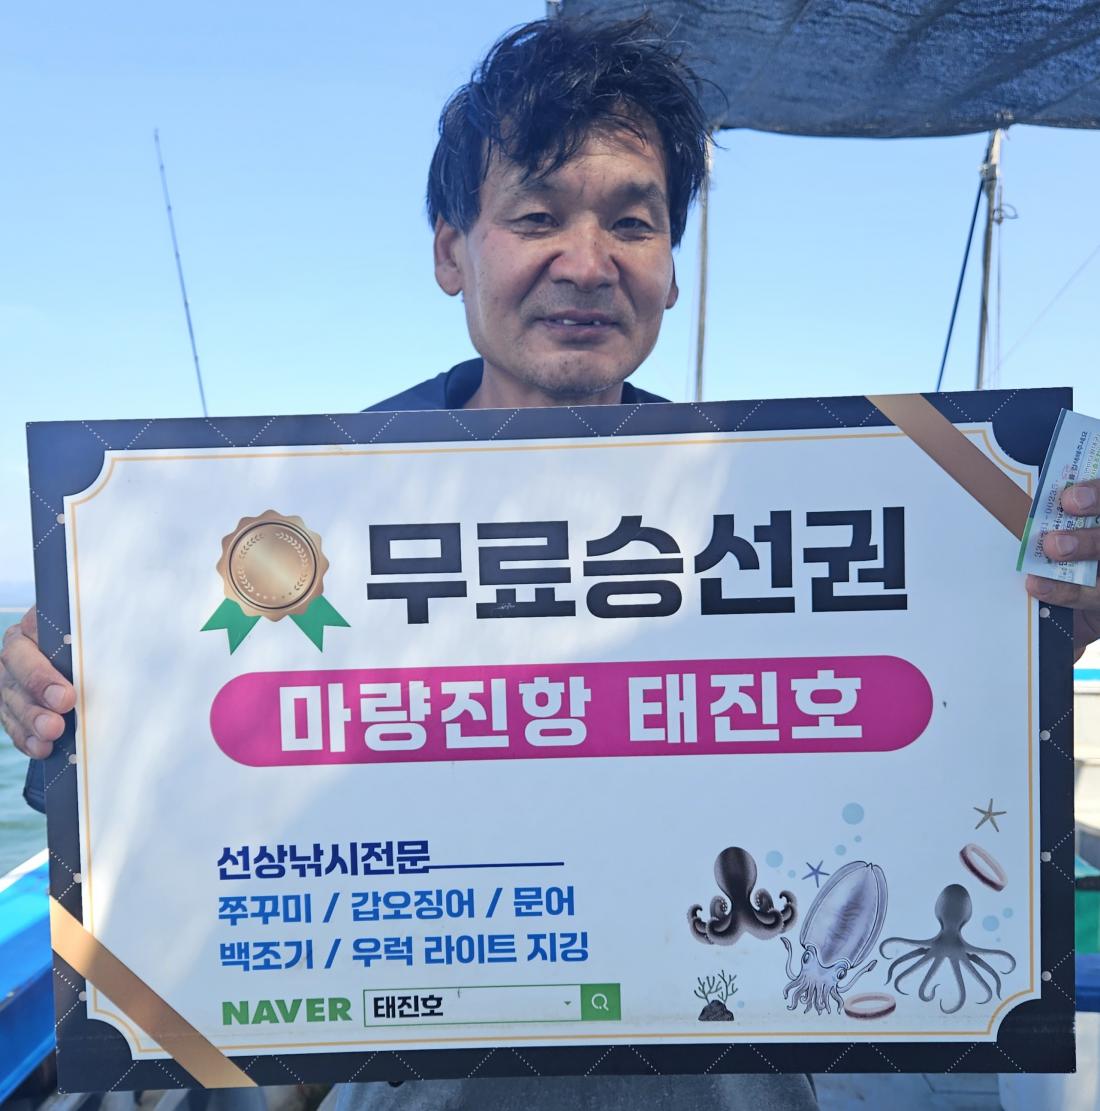 무료승선권
마량진항 태진호
선상낚시전문
쭈꾸미 / 갑오징어 / 문어
백조기 / 우럭 라이트 지깅
NAVER 태진호